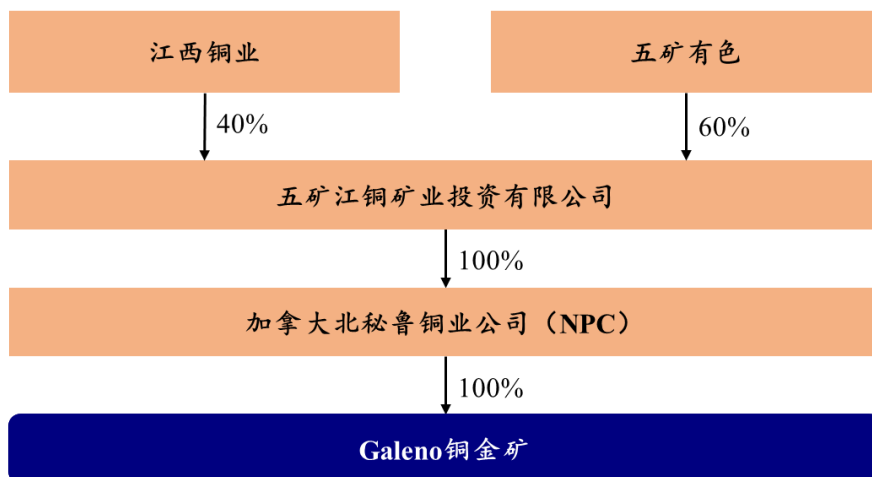 江西铜业
五矿有色
40%
60%
五矿江铜矿业投资有限公司
100%
加拿大北秘鲁铜业公司（NPC）
100%
Galeno铜金矿